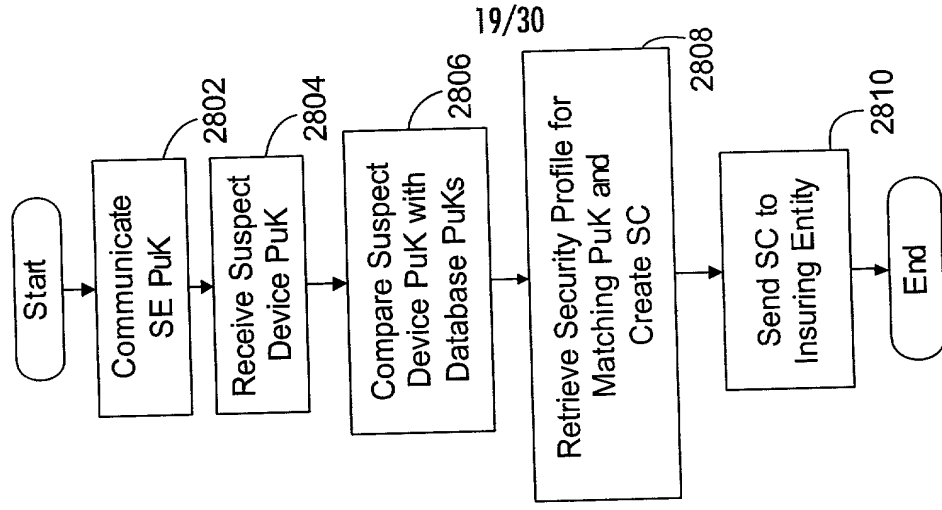 19/30
Start
Communicate
SE PuK
2802
Receive Suspect
Device PuK
2804
Compare Suspect
Device PuK with
Database PuKs
2806
Retrieve Security Profile for
Matching PuK and
Create SC
2808
Send SC to
Insuring Entity
2810
End